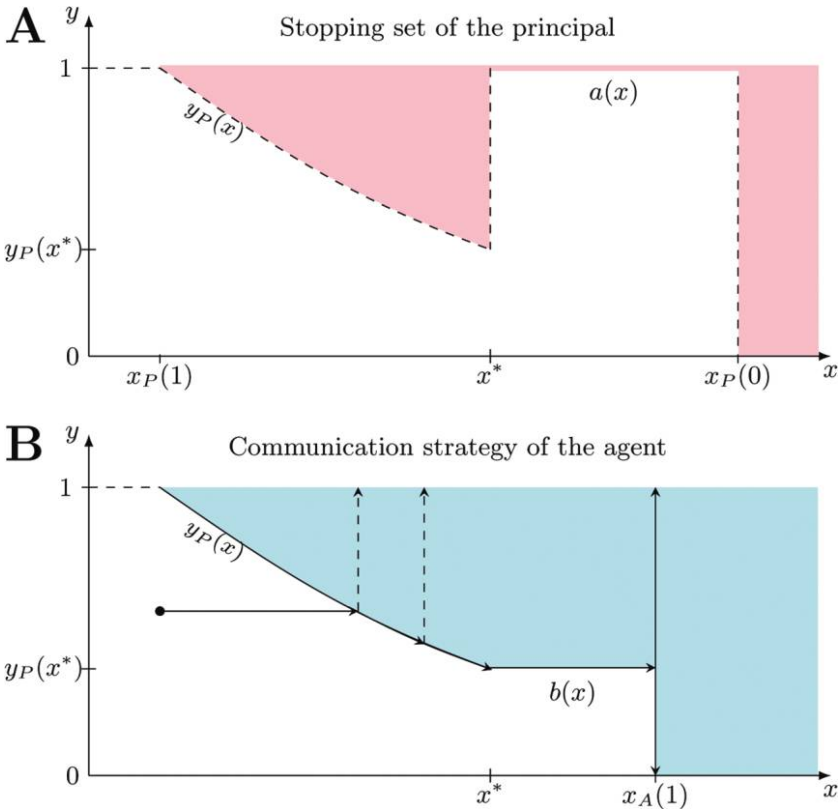 A
y
Stopping set of the principal
1
y_P(x)
a(x)
y_P(x*)
0
x_P(1)
x*
x_P(0)
x
B
y
Communication strategy of the agent
1
y_P(x)
y_P(x*)
b(x)
0
x*
x_A(1)
x